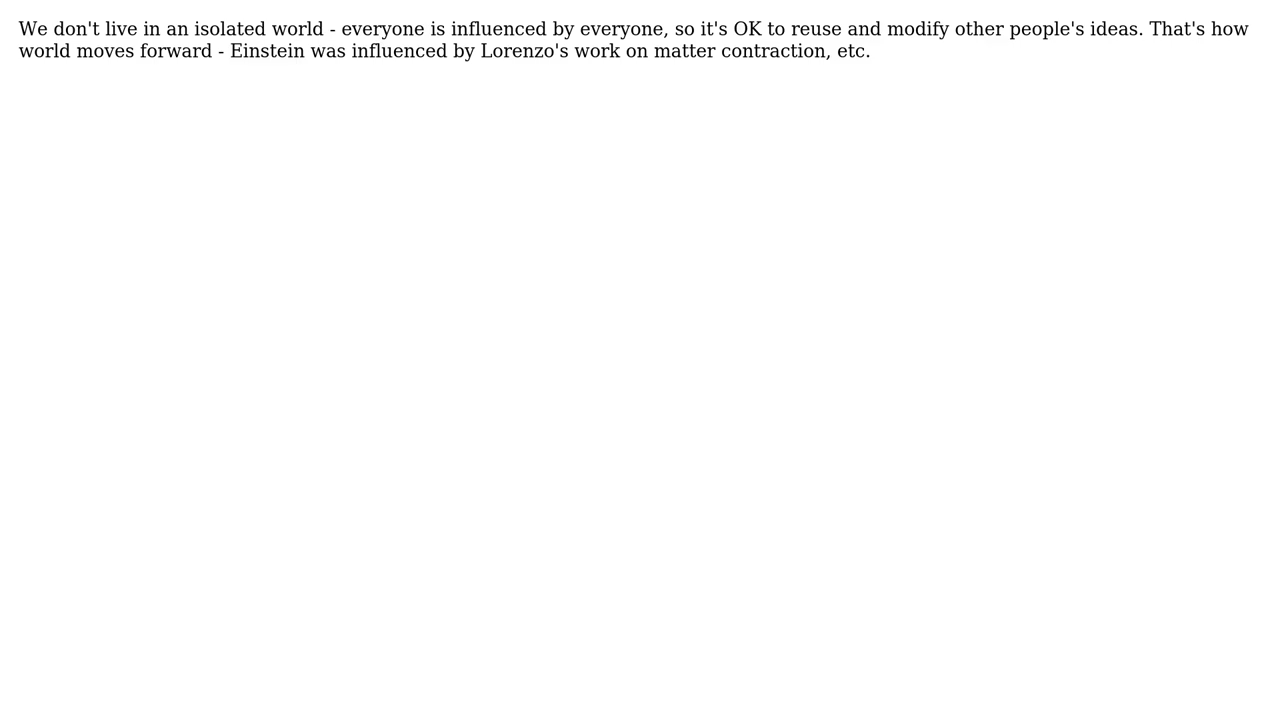 We don't live in an isolated world - everyone is influenced by everyone, so it's OK to reuse and modify other people's ideas. That's how
world moves forward - Einstein was influenced by Lorenzo's work on matter contraction, etc.